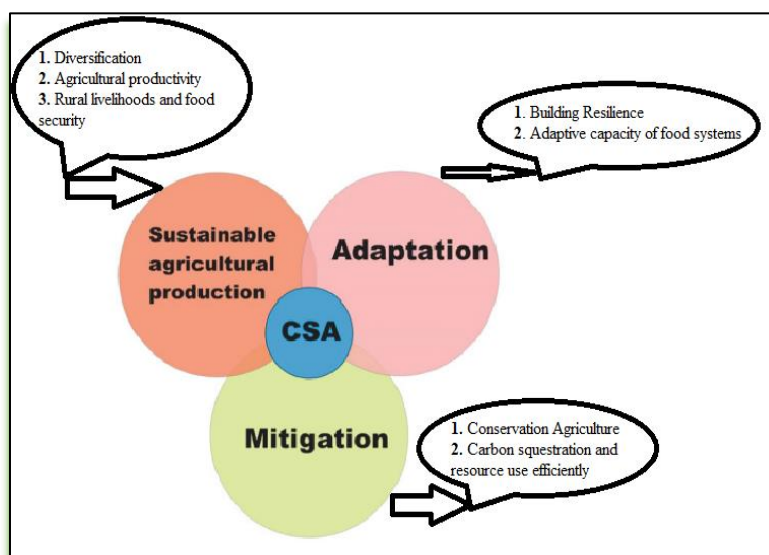 1. Diversification
2. Agricultural productivity
3. Rural livelihoods and food
security
1. Building Resilience
2. Adaptive capacity of food systems
Sustainable
agricultural
production
Adaptation
CSA
Mitigation
1. Conservation Agriculture
2. Carbon squestration and
resource use efficiently